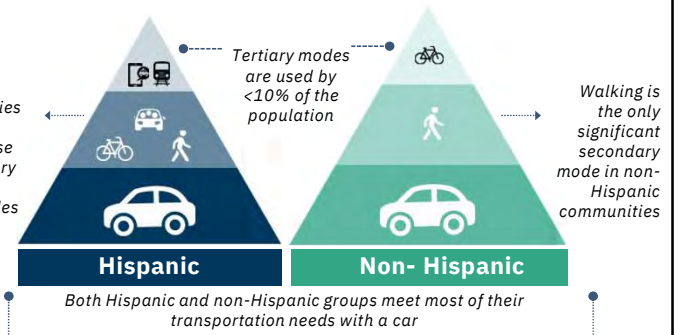 Tertiary modes
are used by
<10% of the
population
Walking is
the only
significant
secondary
mode in non-
Hispanic
communities
Hispanic
Non- Hispanic
Both Hispanic and non-Hispanic groups meet most of their
transportation needs with a car